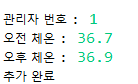 관리자 번호 : 1
오전 체온 : 36.7
오후 체온 : 36.9
추가 완료